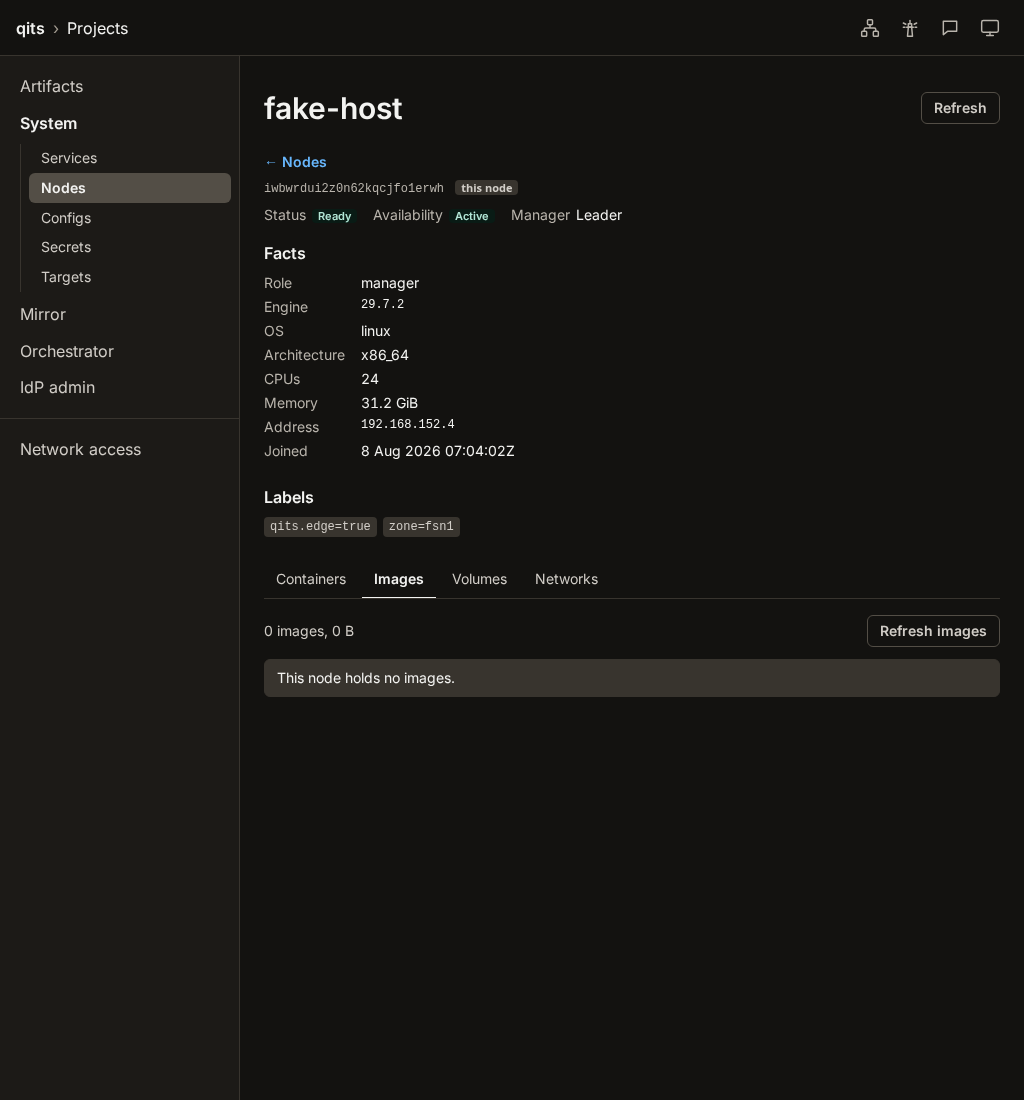 qits › Projects
Artifacts
System
Services
Nodes
Configs
Secrets
Targets
Mirror
Orchestrator
IdP admin
Network access
fake-host
Refresh
← Nodes
iwbwrdui2z0n62kqcjfo1erwh this node
Status Ready Availability Active Manager Leader
Facts
Role manager
Engine 29.7.2
OS linux
Architecture x86_64
CPUs 24
Memory 31.2 GiB
Address 192.168.152.4
Joined 8 Aug 2026 07:04:02Z
Labels
qits.edge=true zone=fsn1
Containers Images Volumes Networks
0 images, 0 B
Refresh images
This node holds no images.